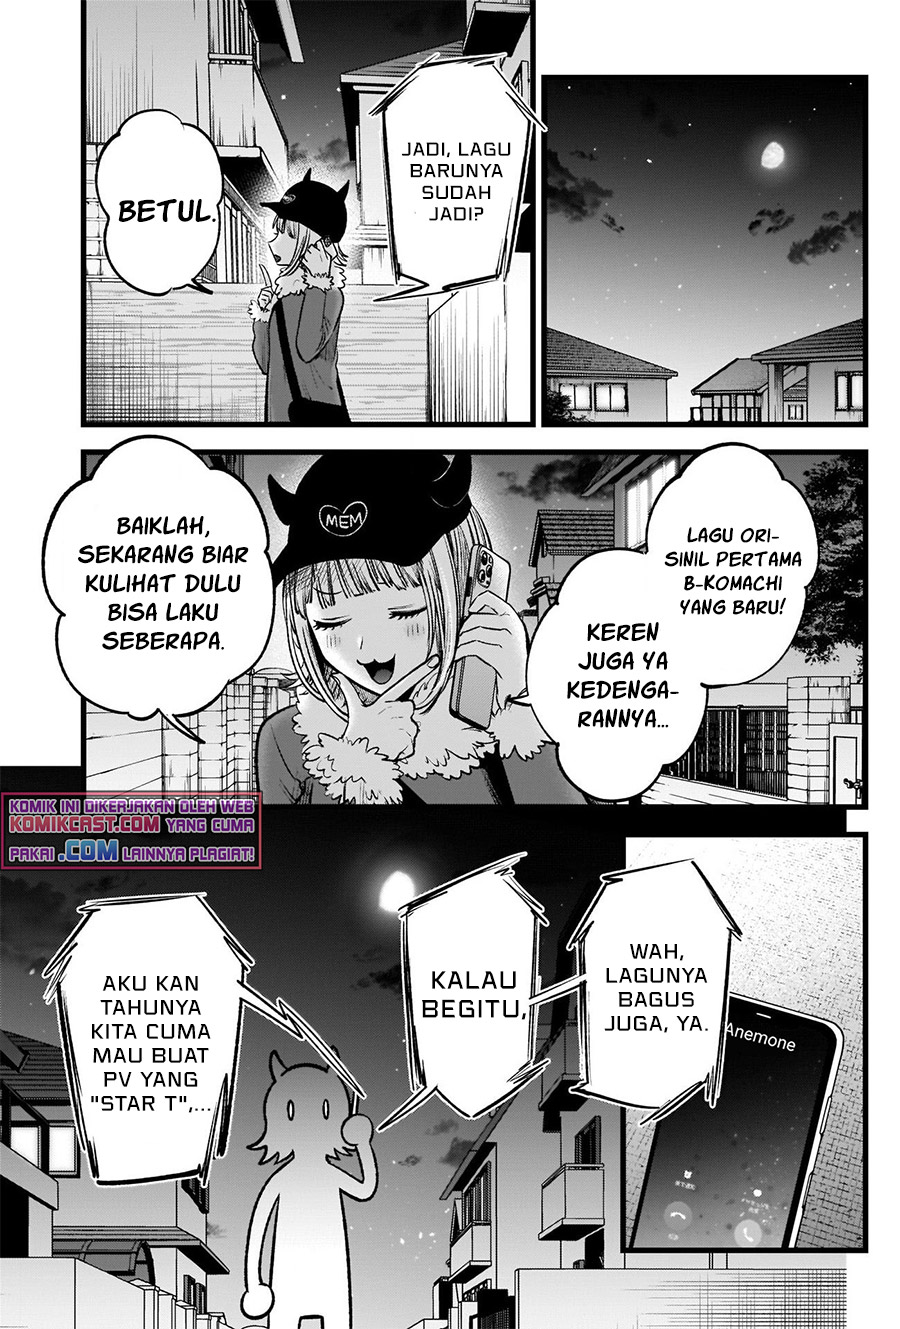 JADI, LAGU
BARUNYA
SUDAH
JADI?
BETUL.
LAGU ORI-
SINIL PERTAMA
B-KOMACHI
YANG BARU!
KEREN
JUGA YA
KEDENGA-
RANNYA...
MEM
BAIKLAH,
SEKARANG BIAR
KULIHAT DULU
BISA LAKU
SEBERAPA.
KOMIK INI DIKERJAKAN OLEH WEB
KOMIKCAST.COM YANG CUMA
PAKAI .COM LAINNYA PLAGIAT!
Anemone
WAH,
LAGUNYA
BAGUS
JUGA, YA.
KALAU
BEGITU,
AKU KAN
TAHUNYA
KITA CUMA
MAU BUAT
PV YANG
"STAR T",...